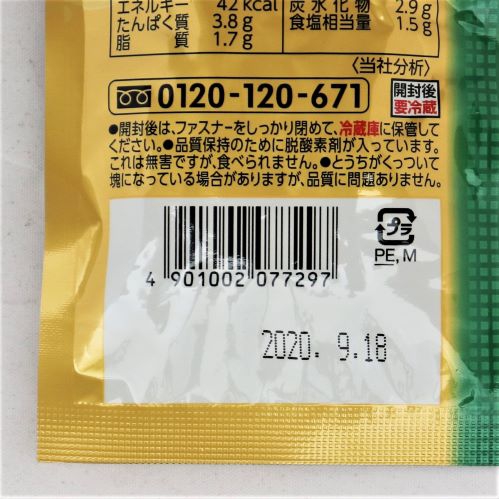 エネルギー 42 kcal 炭水化物 2.9 g
たんぱく質 3.8 g 食塩相当量 1.5 g
脂質 1.7 g
〈当社分析〉
0120-120-671
開封後
要冷蔵
●開封後は、ファスナーをしっかり閉めて、冷蔵庫に保管して
ください。●品質保持のために脱酸素剤が入っています。
これは無害ですが、食べられません。●とうちがくっついて
塊になっている場合がありますが、品質に問題ありません。
プラ
PE, M
4 901002 077297
2020. 9.18